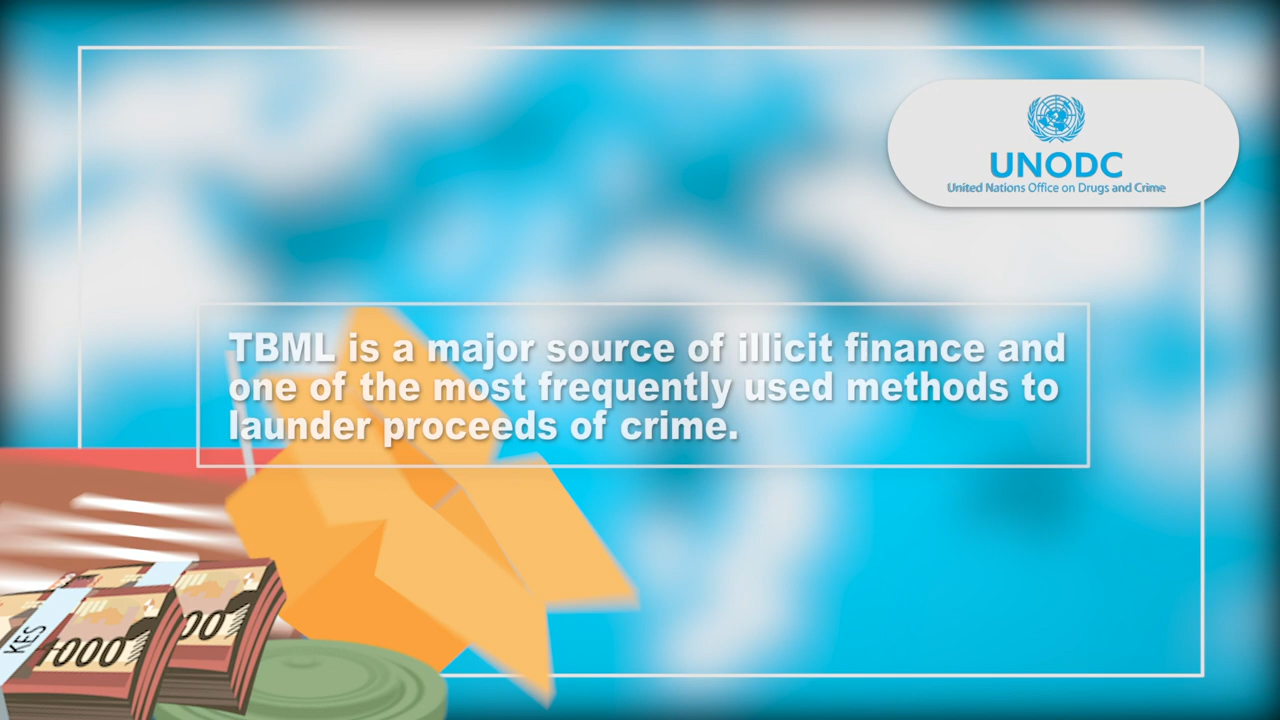 UNODC
United Nations Office on Drugs and Crime
TBML is a major source of illicit finance and
one of the most frequently used methods to
launder proceeds of crime.
KES
1000
00